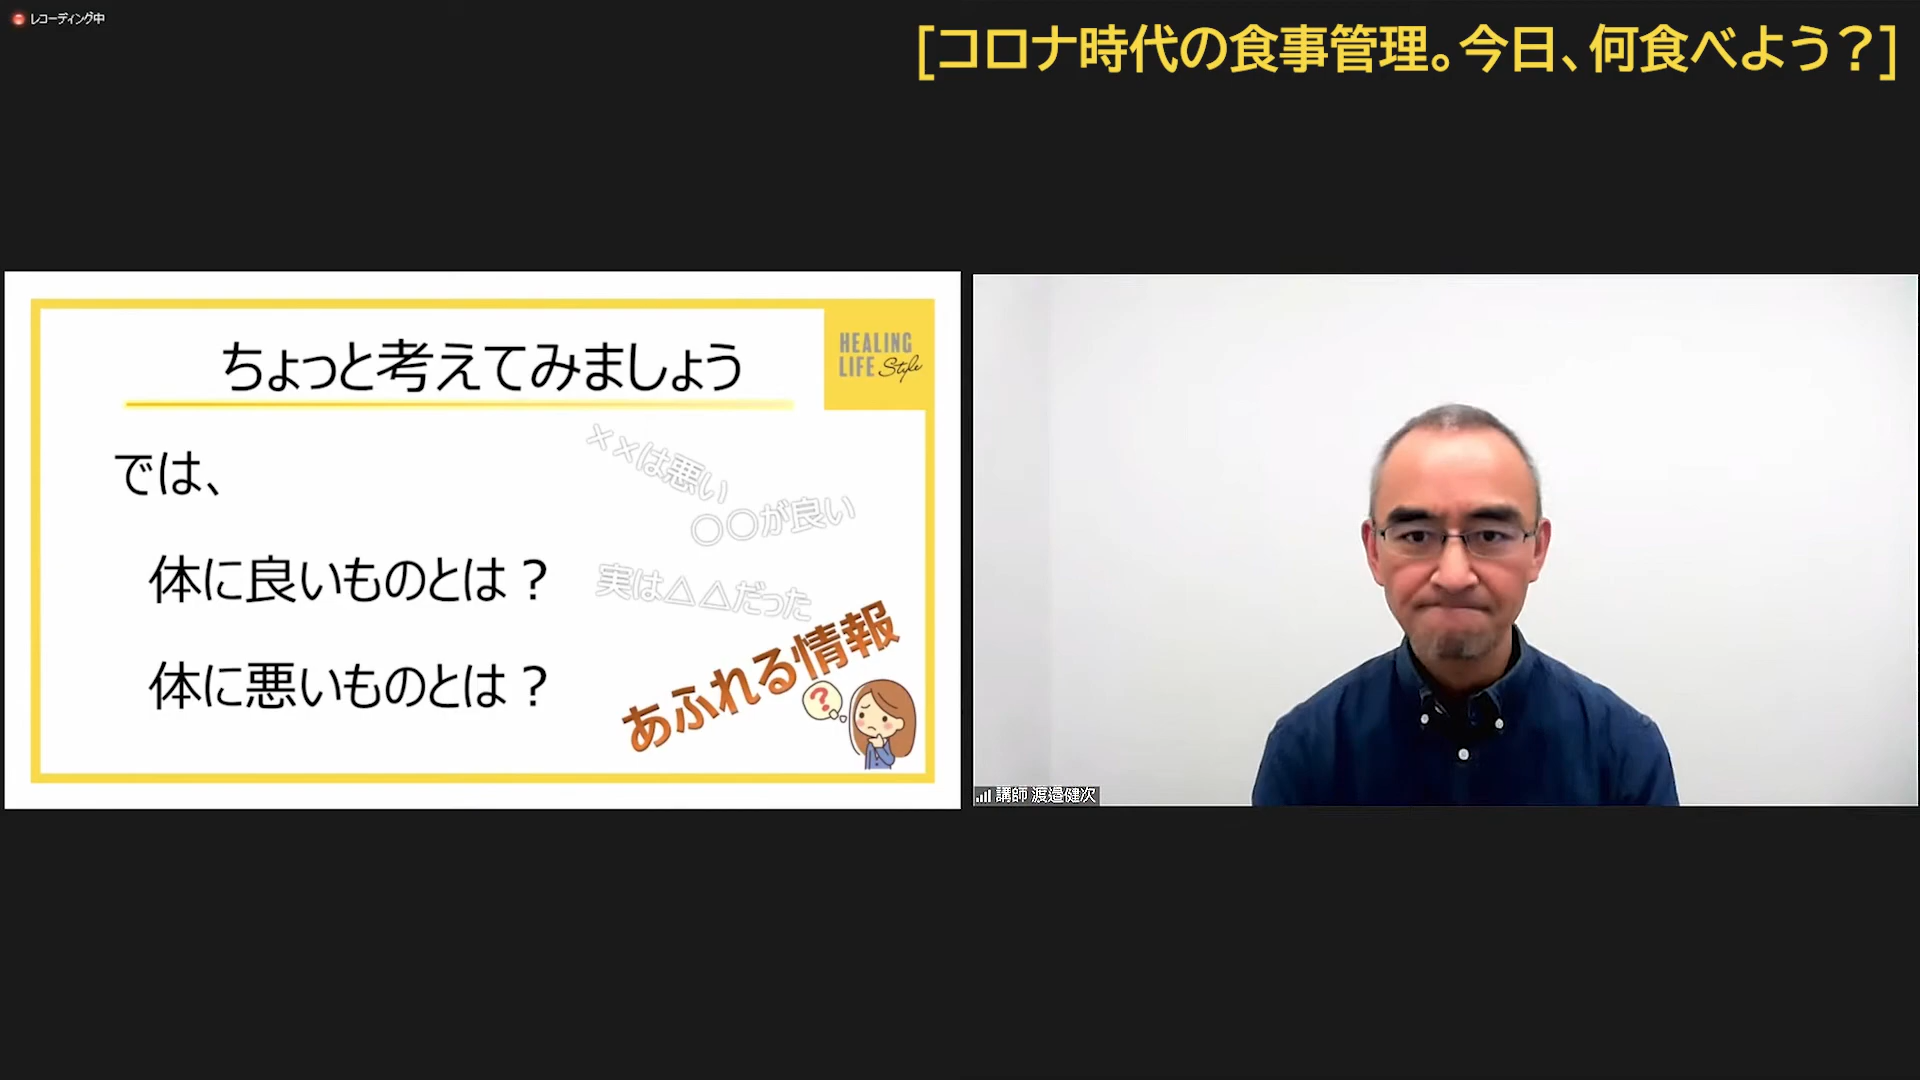 レコーディング中
[コロナ時代の食事管理。今日、何食べよう？]
ちょっと考えてみましょう
HEALING
LIFE Style
では、
××は悪い
〇〇が良い
体に良いものとは？
実は△△だった
体に悪いものとは？
あふれる情報
?
講師 渡邉健次